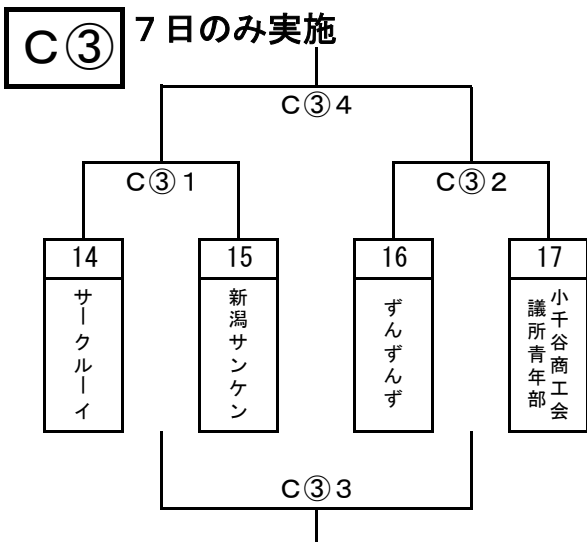 C③
7日のみ実施
C③4
C③1
C③2
14
15
16
17
サークルーイ
新潟サンケン
ずんずんず
小千谷商工会
議所青年部
C③3